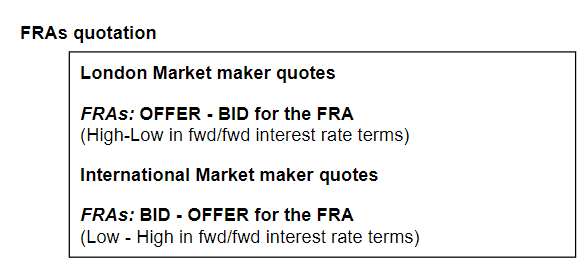 FRAs quotation
London Market maker quotes
FRAs: OFFER - BID for the FRA
(High-Low in fwd/fwd interest rate terms)
International Market maker quotes
FRAs: BID - OFFER for the FRA
(Low - High in fwd/fwd interest rate terms)